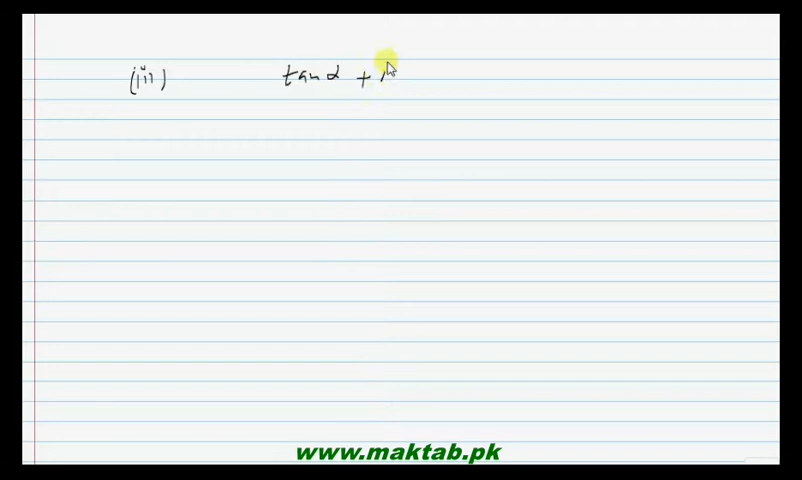 (iii) tan α +
www.maktab.pk